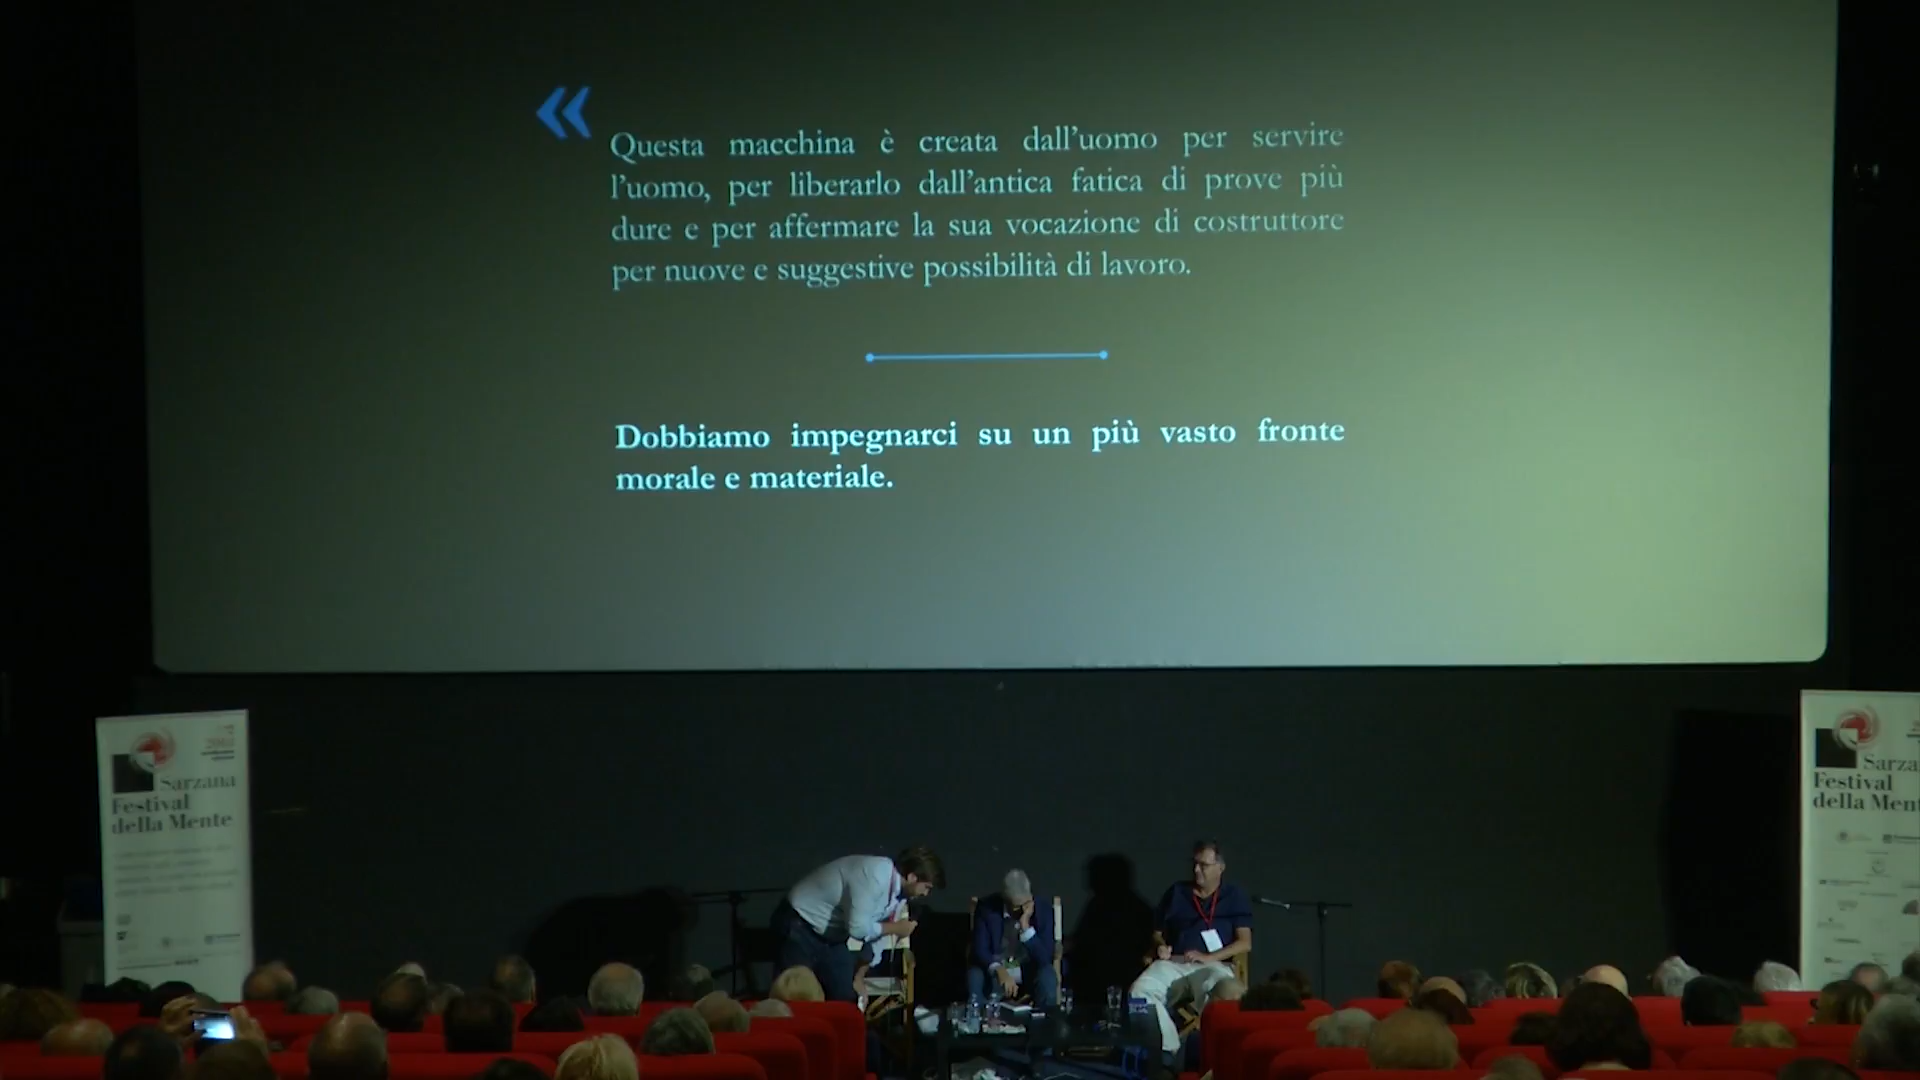 «
Questa macchina è creata dall’uomo per servire
l’uomo, per liberarlo dall’antica fatica di prove più
dure e per affermare la sua vocazione di costruttore
per nuove e suggestive possibilità di lavoro.
Dobbiamo impegnarci su un più vasto fronte
morale e materiale.
Sarzana
Festival
della Mente
Sarza
Festival
della Ment